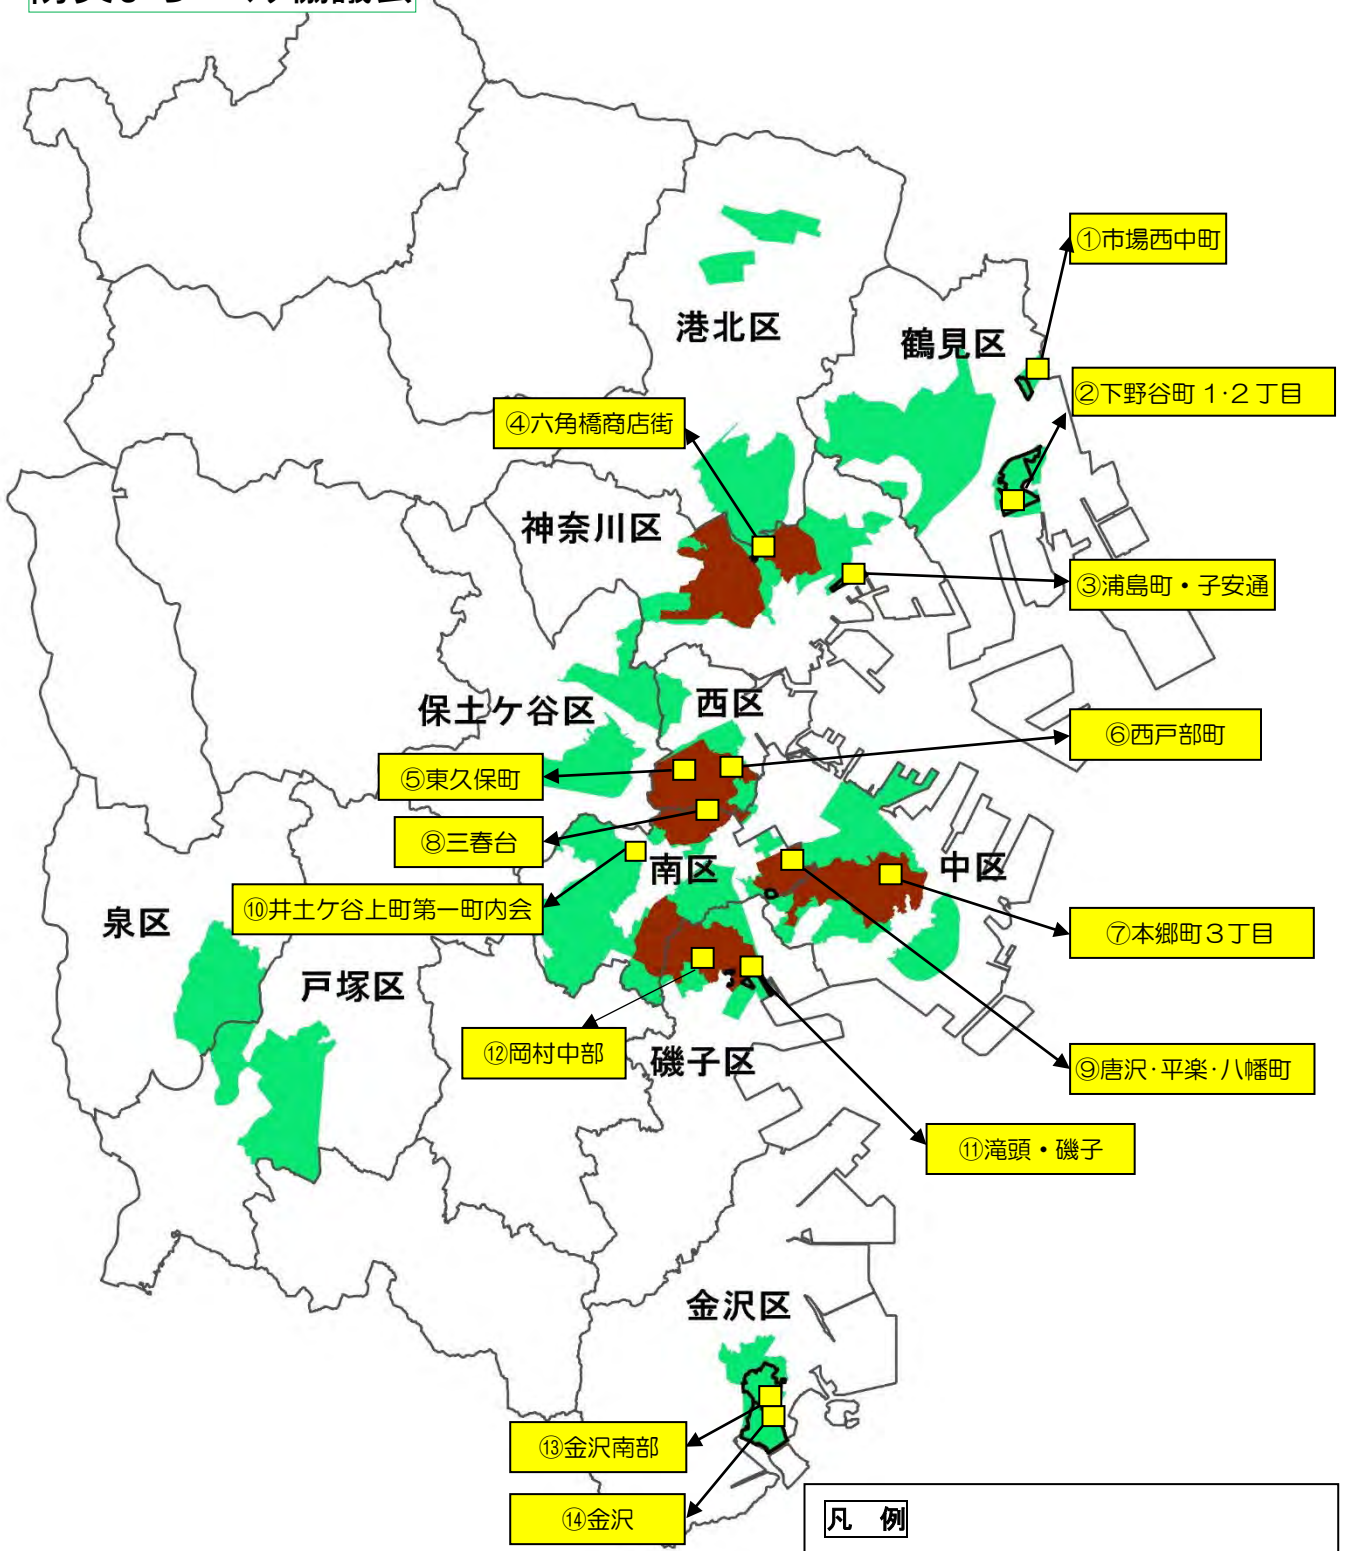 港北区
鶴見区
①市場西中町
②下野谷町 1・2 丁目
④六角橋商店街
神奈川区
③浦島町・子安通
保土ケ谷区
西区
⑥西戸部町
⑤東久保町
⑧三春台
南区
中区
⑩井土ケ谷上町第一町内会
泉区
⑦本郷町3丁目
戸塚区
⑫岡村中部
磯子区
⑨唐沢・平楽・八幡町
⑪滝頭・磯子
金沢区
⑬金沢南部
⑭金沢
凡 例